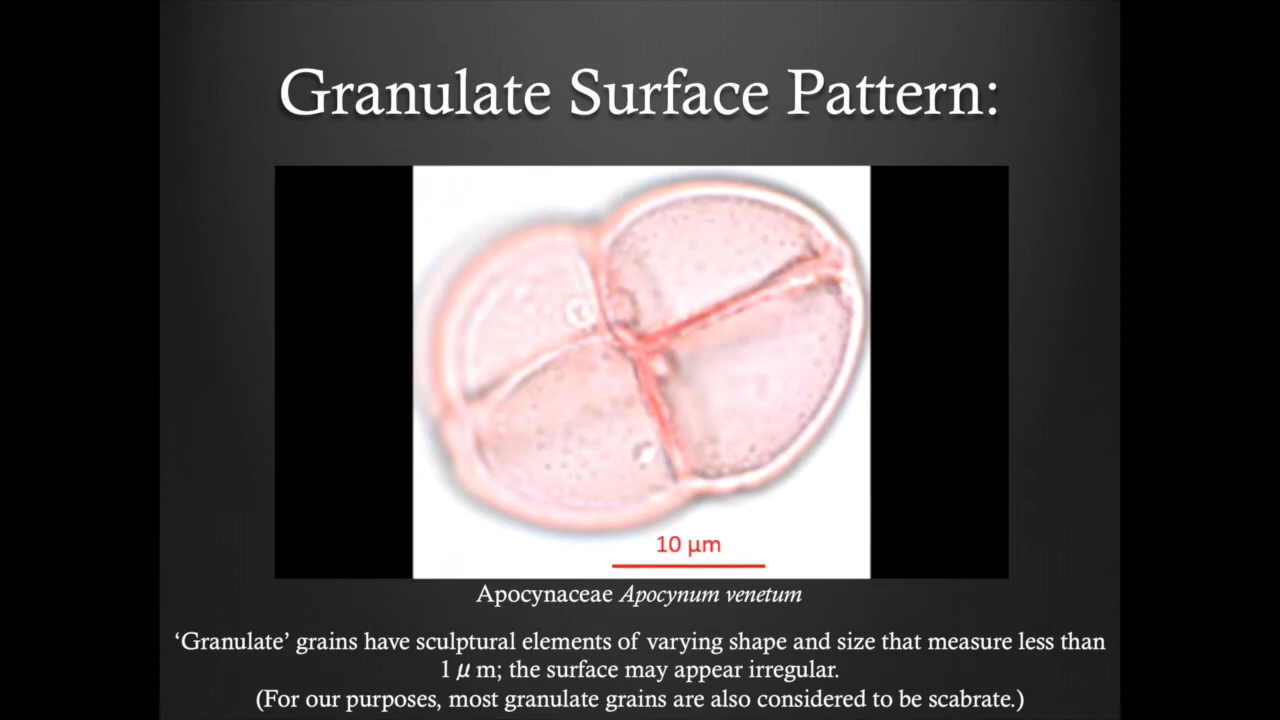 Granulate Surface Pattern:
10 µm
Apocynaceae Apocynum venetum
‘Granulate’ grains have sculptural elements of varying shape and size that measure less than
1 μ m; the surface may appear irregular.
(For our purposes, most granulate grains are also considered to be scabrate.)